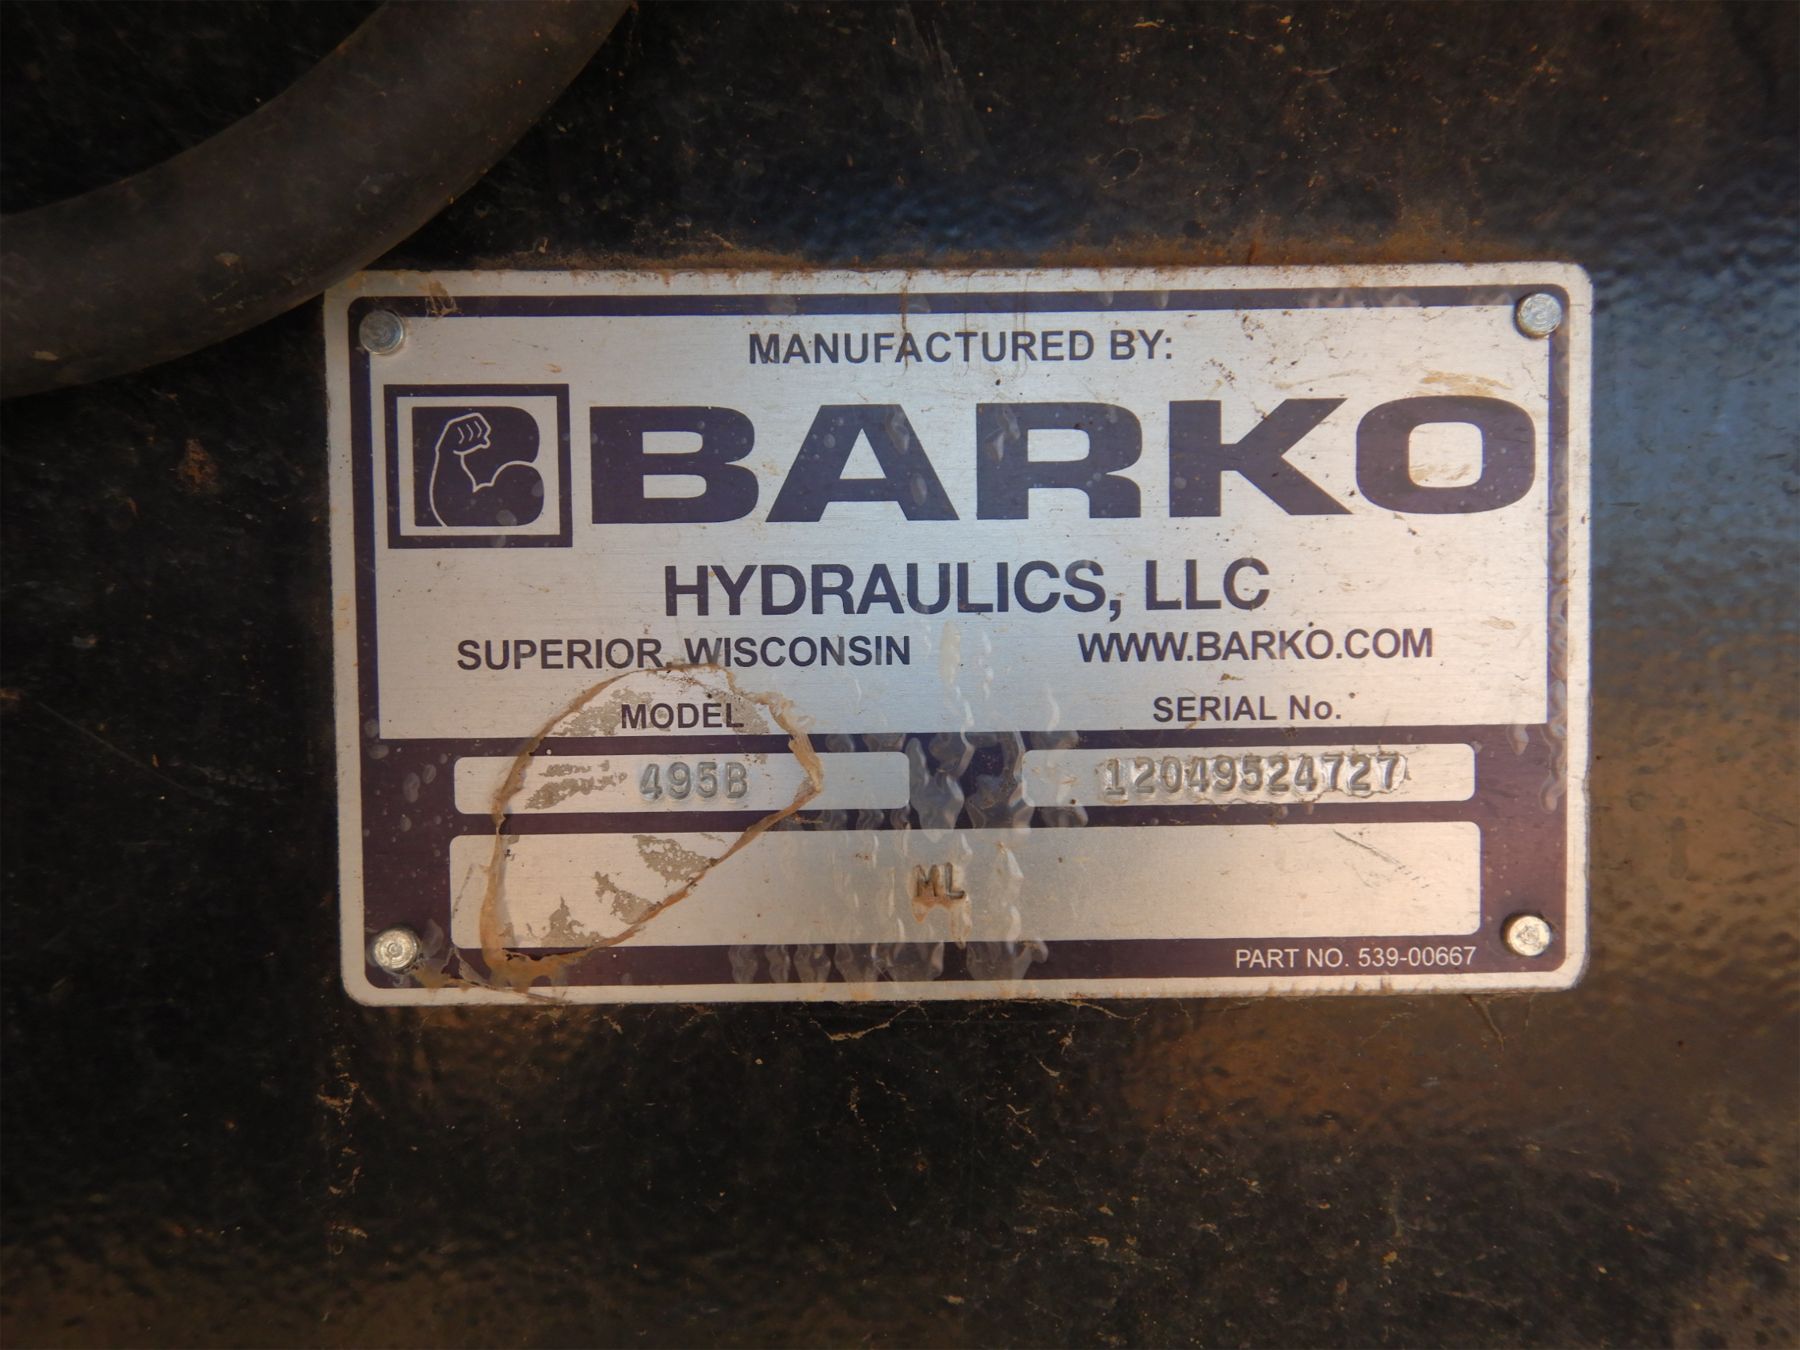 MANUFACTURED BY:
BARKO
HYDRAULICS, LLC
SUPERIOR, WISCONSIN WWW.BARKO.COM
MODEL SERIAL No.
495B 12049524727
ML
PART NO. 539-00667